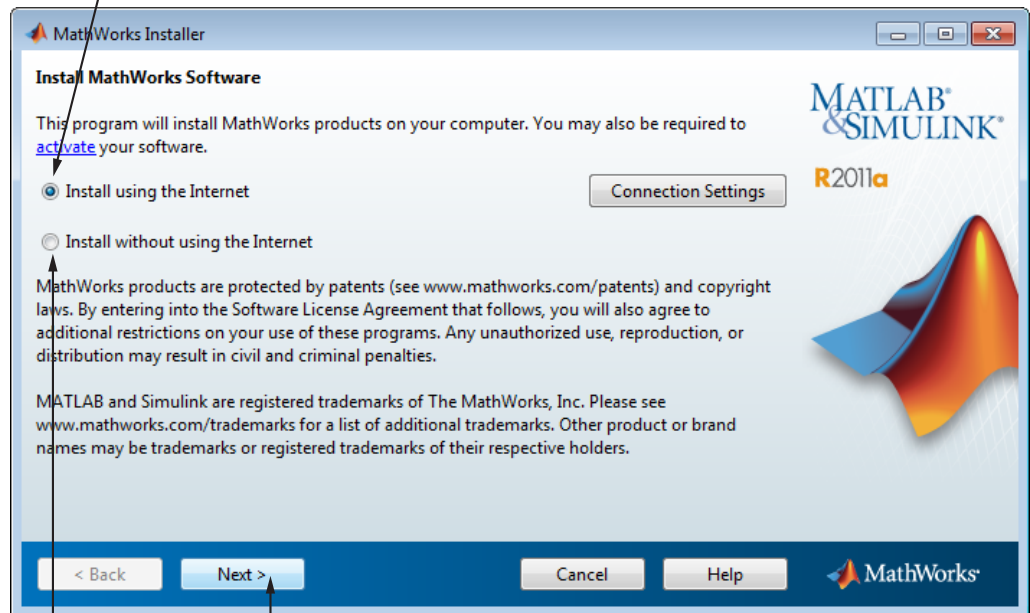 MathWorks Installer
Install MathWorks Software
This program will install MathWorks products on your computer. You may also be required to
activate your software.
Install using the Internet
Connection Settings
Install without using the Internet
MathWorks products are protected by patents (see www.mathworks.com/patents) and copyright
laws. By entering into the Software License Agreement that follows, you will also agree to
additional restrictions on your use of these programs. Any unauthorized use, reproduction, or
distribution may result in civil and criminal penalties.
MATLAB and Simulink are registered trademarks of The MathWorks, Inc. Please see
www.mathworks.com/trademarks for a list of additional trademarks. Other product or brand
names may be trademarks or registered trademarks of their respective holders.
MATLAB®
&SIMULINK®
R2011a
< Back
Next >
Cancel
Help
MathWorks®